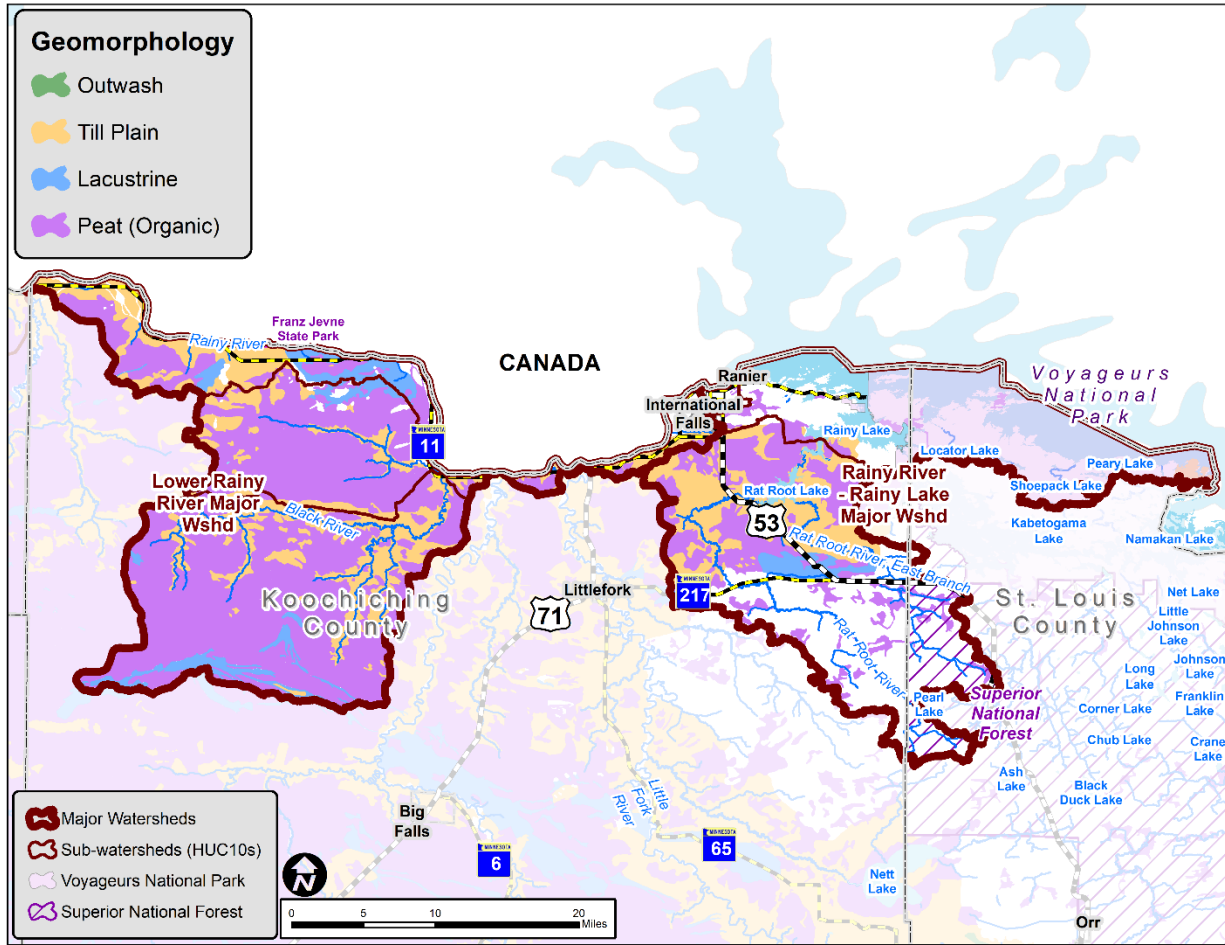 Geomorphology
Outwash
Till Plain
Lacustrine
Peat (Organic)
Franz Jevne
State Park
Rainy River
CANADA
Ranier
International
Falls
Voyageurs
National
Park
MINNESOTA
11
Rainy Lake
Locator Lake
Peary Lake
Lower Rainy
River Major
Wshd
Rainy River
- Rainy Lake
Major Wshd
Rat Root Lake
Shoepack Lake
Black River
53
Kabetogama
Lake
Namakan Lake
Rat Root River, East Branch
Koochiching
County
71
Littlefork
MINNESOTA
217
St. Louis
County
Net Lake
Little
Johnson
Lake
Rat Root River
Long
Lake
Johnson
Lake
Pearl
Lake
Superior
National
Forest
Corner Lake
Franklin
Lake
Chub Lake
Crane
Lake
Ash
Lake
Black
Duck Lake
Little
Fork
River
Big
Falls
MINNESOTA
6
MINNESOTA
65
Nett
Lake
Orr
Major Watersheds
Sub-watersheds (HUC10s)
Voyageurs National Park
Superior National Forest
N
0 5 10 20
Miles